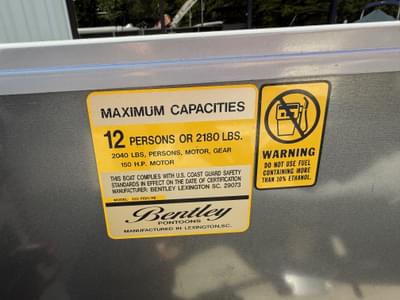 MAXIMUM CAPACITIES
12 PERSONS OR 2180 LBS.
2040 LBS, PERSONS, MOTOR, GEAR
150 H.P. MOTOR
THIS BOAT COMPLIES WITH U.S. COAST GUARD SAFETY
STANDARDS IN EFFECT ON THE DATE OF CERTIFICATION
MANUFACTURER: BENTLEY LEXINGTON SC. 29073
Bentley
PONTOONS
MANUFACTURED IN LEXINGTON, SC.
WARNING
DO NOT USE FUEL
CONTAINING MORE
THAN 10% ETHANOL.